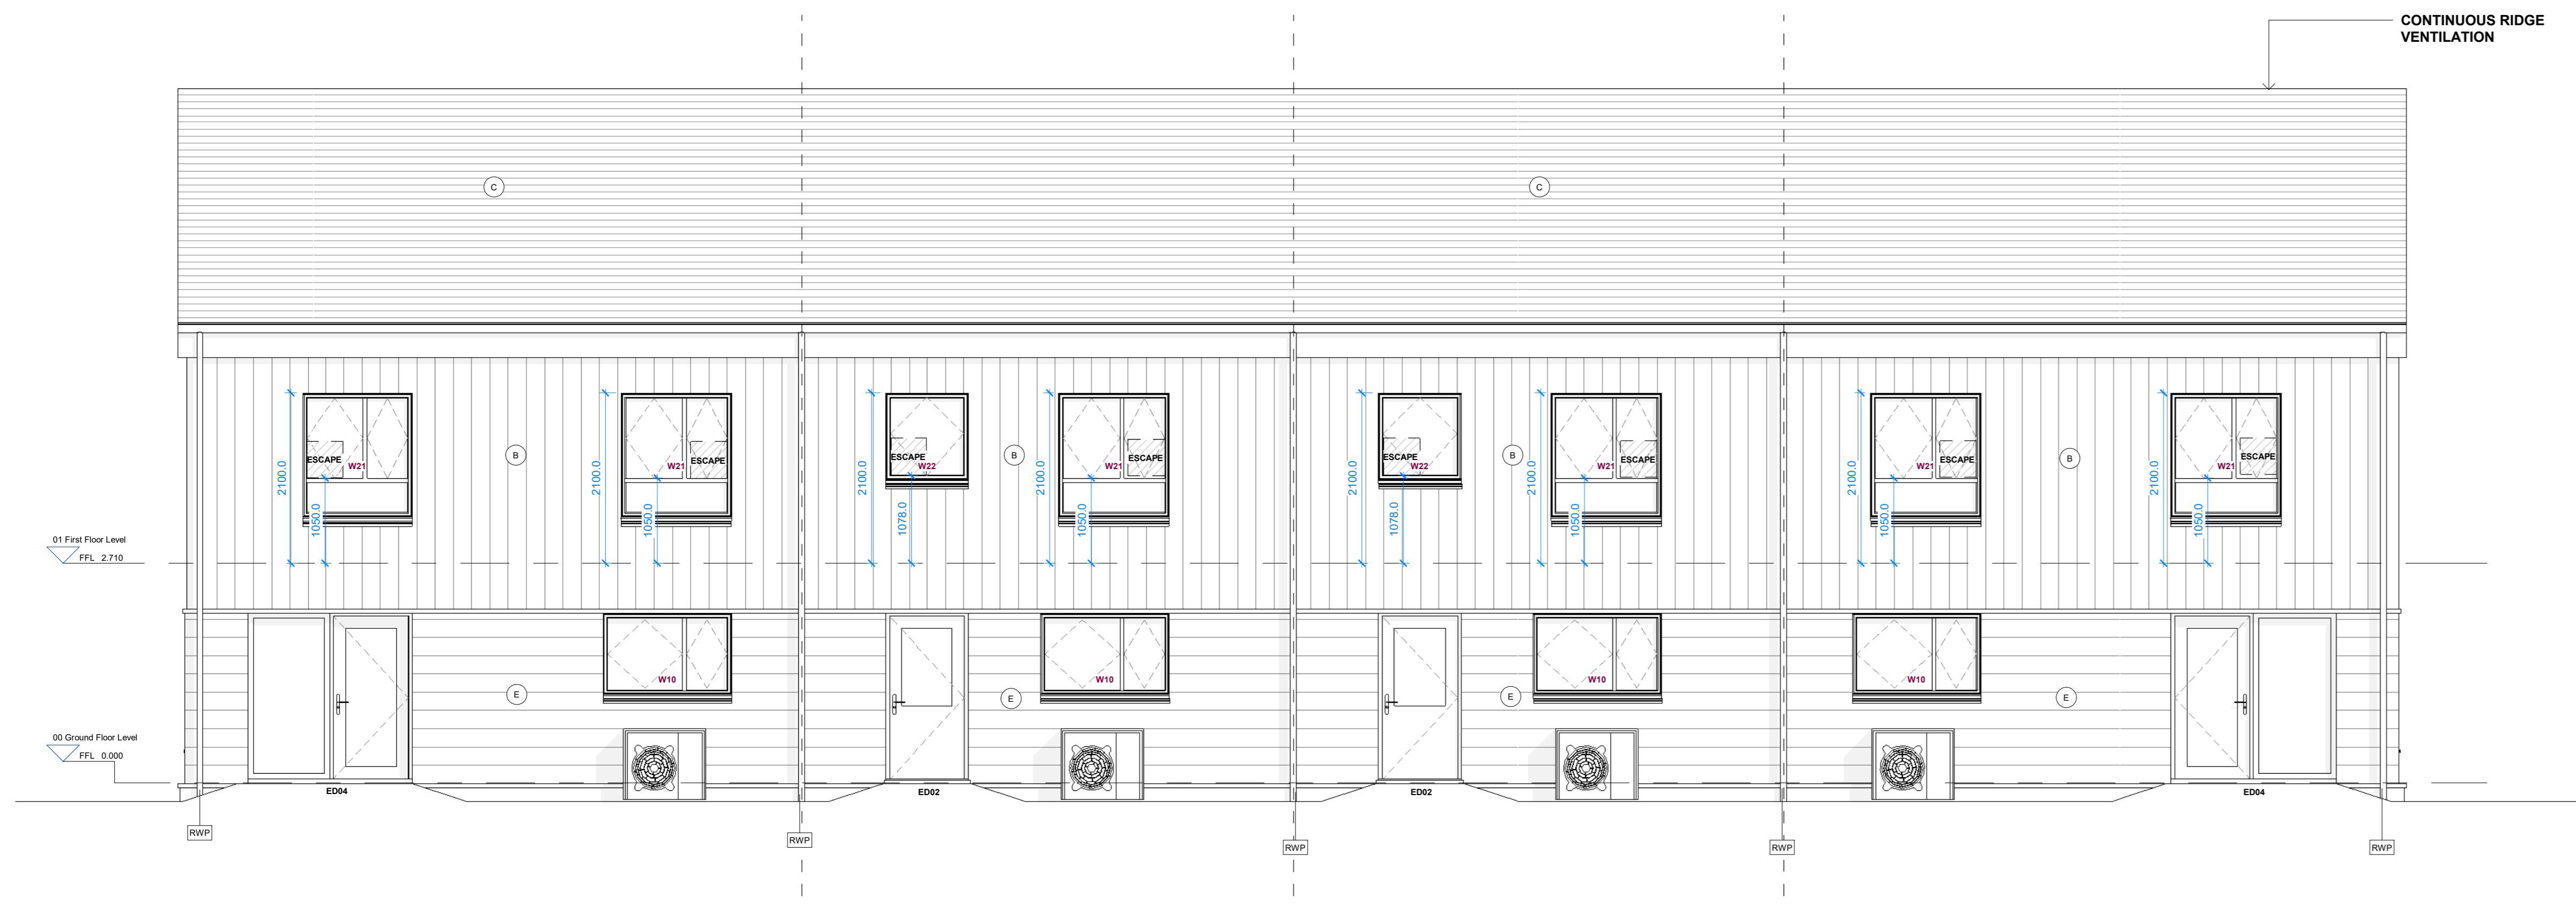 CONTINUOUS RIDGE
VENTILATION
C
C
2100.0
2100.0
2100.0
2100.0
2100.0
2100.0
2100.0
2100.0
ESCAPE
W21
B
W21
ESCAPE
ESCAPE
W22
B
W21
ESCAPE
ESCAPE
W22
B
W21
ESCAPE
W21
ESCAPE
B
W21
ESCAPE
1050.0
1050.0
1078.0
1050.0
1078.0
1050.0
1050.0
1050.0
01 First Floor Level
FFL 2.710
W10
W10
W10
W10
E
E
E
E
00 Ground Floor Level
FFL 0.000
ED04
ED02
ED02
ED04
RWP
RWP
RWP
RWP
RWP